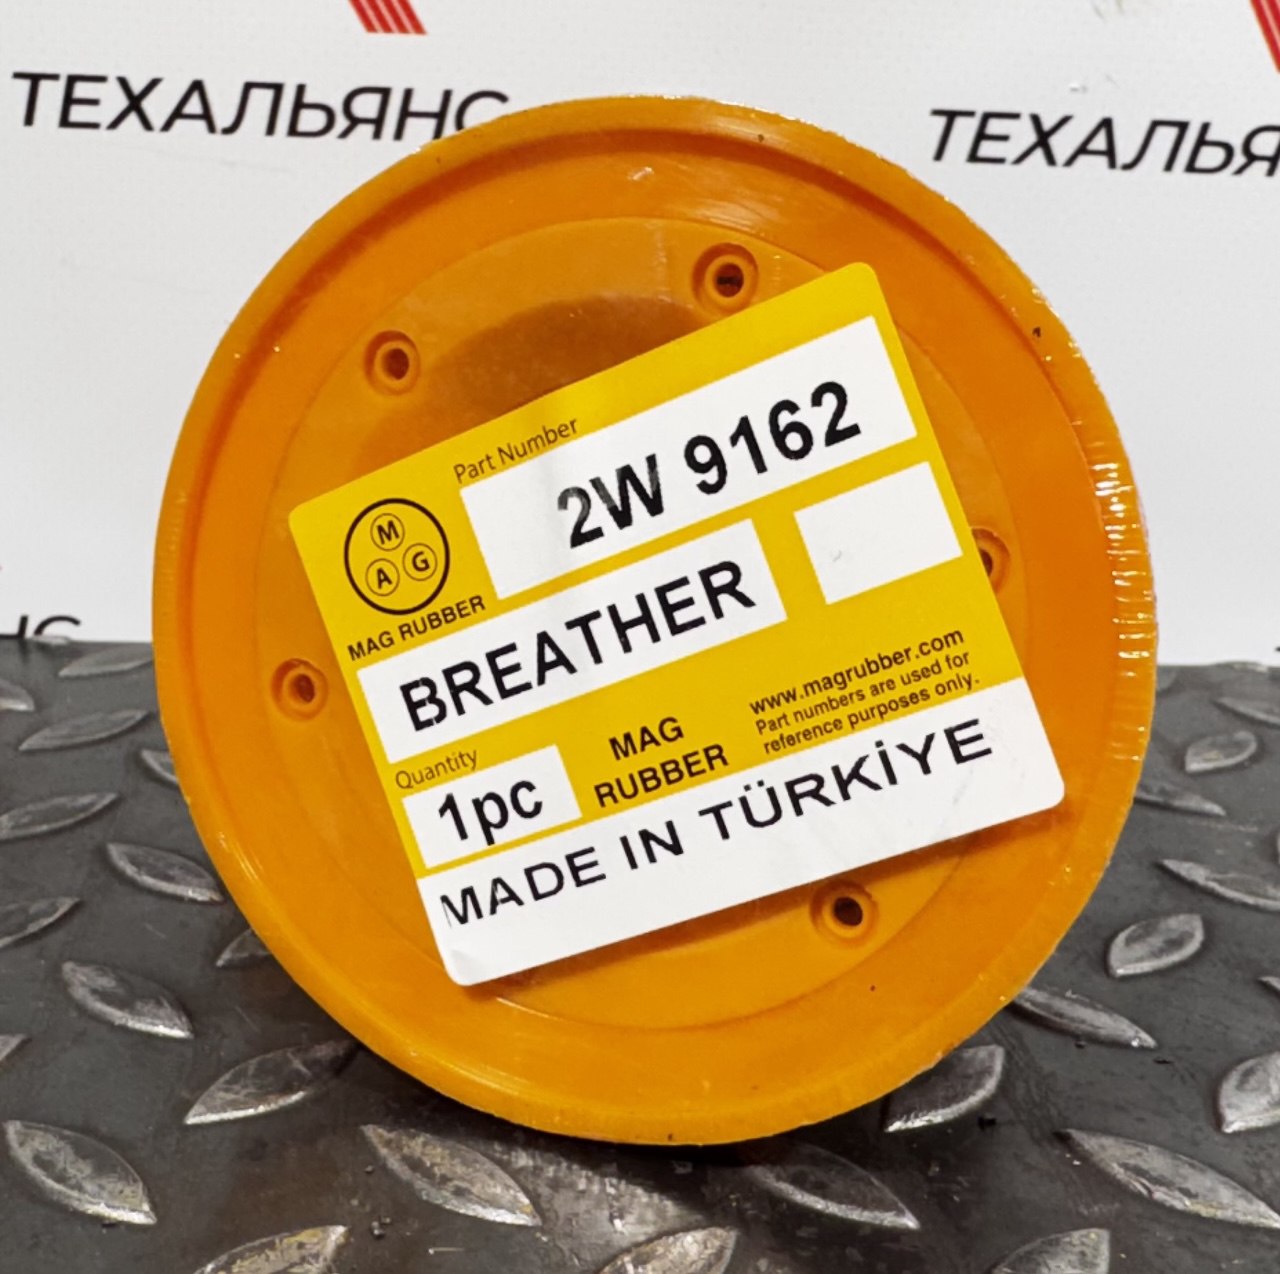 ТЕХАЛЬЯНС
ТЕХАЛЬЯ
Part Number
2W 9162
M
A G
MAG RUBBER
BREATHER
www.magrubber.com
Part numbers are used for
reference purposes only.
Quantity
1pc
MAG
RUBBER
MADE IN TÜRKİYE